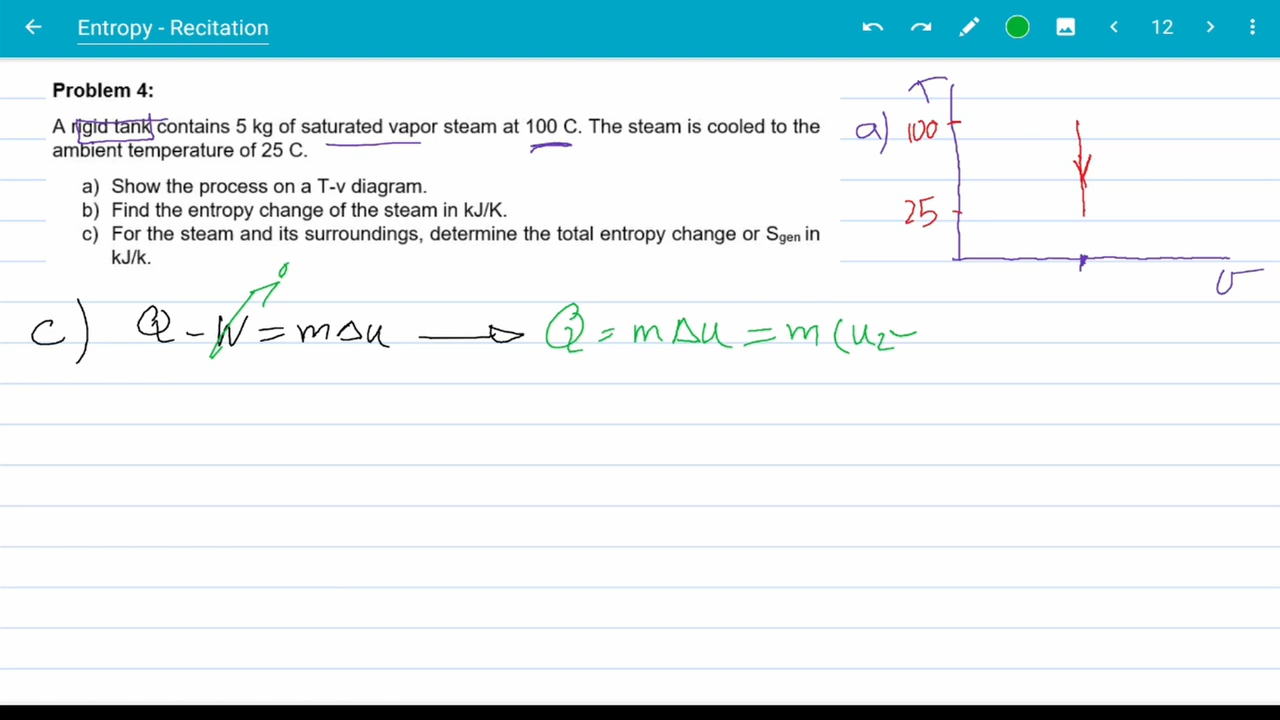 Entropy - Recitation
12
Problem 4:
A rigid tank contains 5 kg of saturated vapor steam at 100 C. The steam is cooled to the
ambient temperature of 25 C.
a) Show the process on a T-v diagram.
b) Find the entropy change of the steam in kJ/K.
c) For the steam and its surroundings, determine the total entropy change or Sgen in
kJ/k.
a)
T
100
25
v
c) Q - W = mΔu → Q = mΔu = m(u2-
0